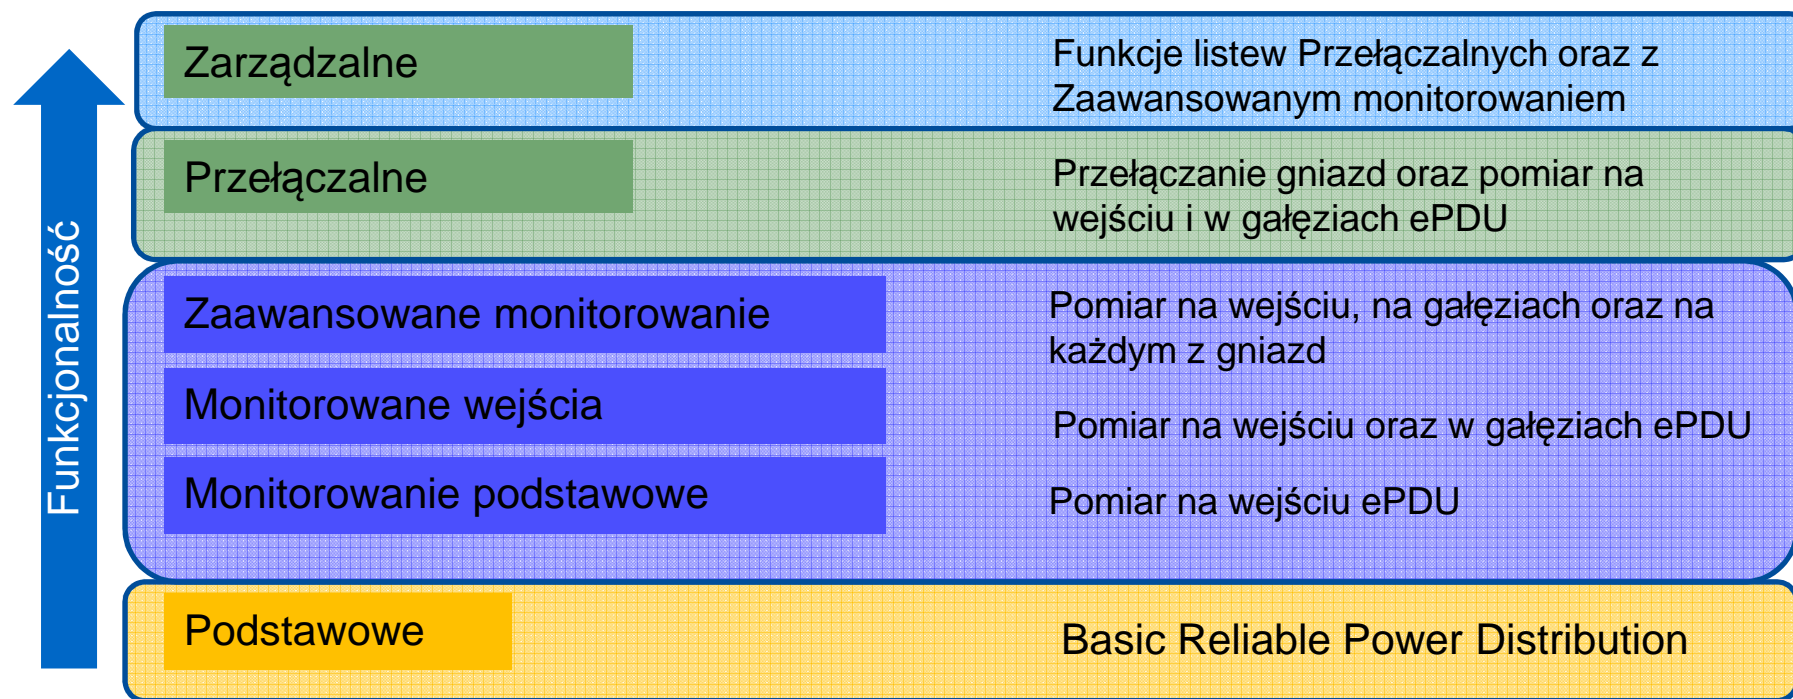 Funkcjonalność
Zarządzalne
Funkcje listew Przełączalnych oraz z
Zaawansowanym monitorowaniem
Przełączalne
Przełączanie gniazd oraz pomiar na
wejściu i w gałęziach ePDU
Zaawansowane monitorowanie
Pomiar na wejściu, na gałęziach oraz na
każdym z gniazd
Monitorowane wejścia
Pomiar na wejściu oraz w gałęziach ePDU
Monitorowanie podstawowe
Pomiar na wejściu ePDU
Podstawowe
Basic Reliable Power Distribution